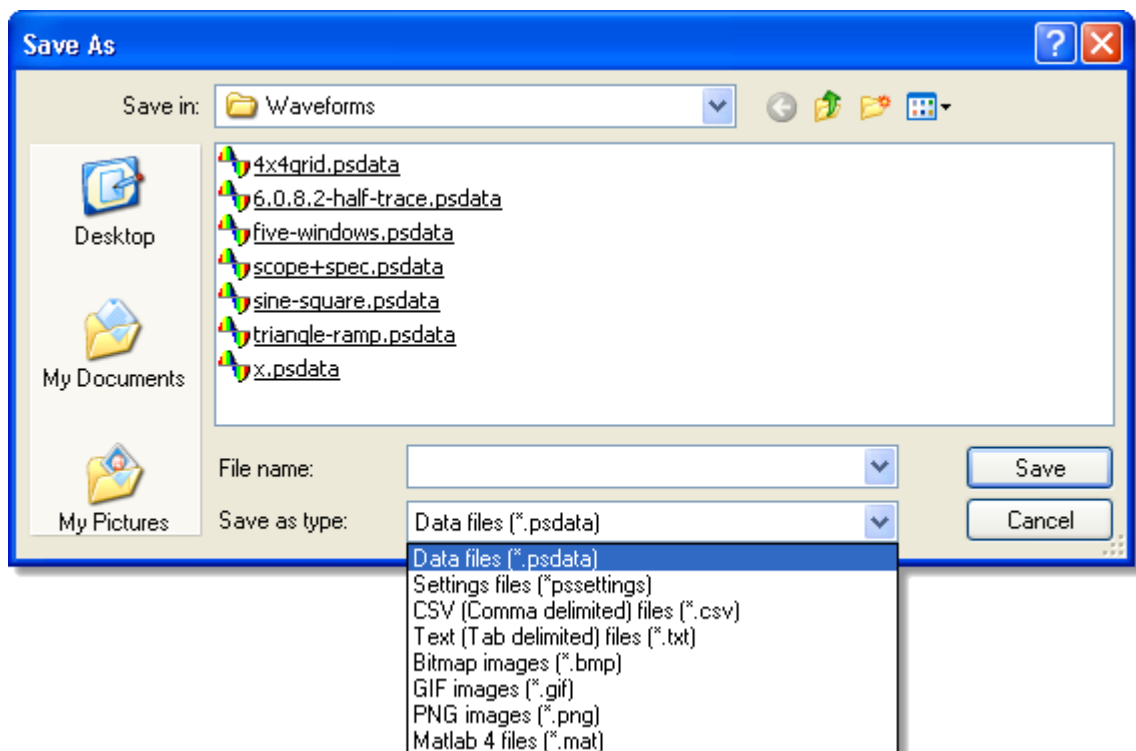 Save As
Save in: Waveforms
4x4grid.psdata
6.0.8.2-half-trace.psdata
five-windows.psdata
scope+spec.psdata
sine-square.psdata
triangle-ramp.psdata
x.psdata
Desktop
My Documents
My Pictures
File name:
Save
Save as type: Data files (*.psdata)
Cancel
Data files (*.psdata)
Settings files (*pssettings)
CSV (Comma delimited) files (*.csv)
Text (Tab delimited) files (*.txt)
Bitmap images (*.bmp)
GIF images (*.gif)
PNG images (*.png)
Matlab 4 files (*.mat)